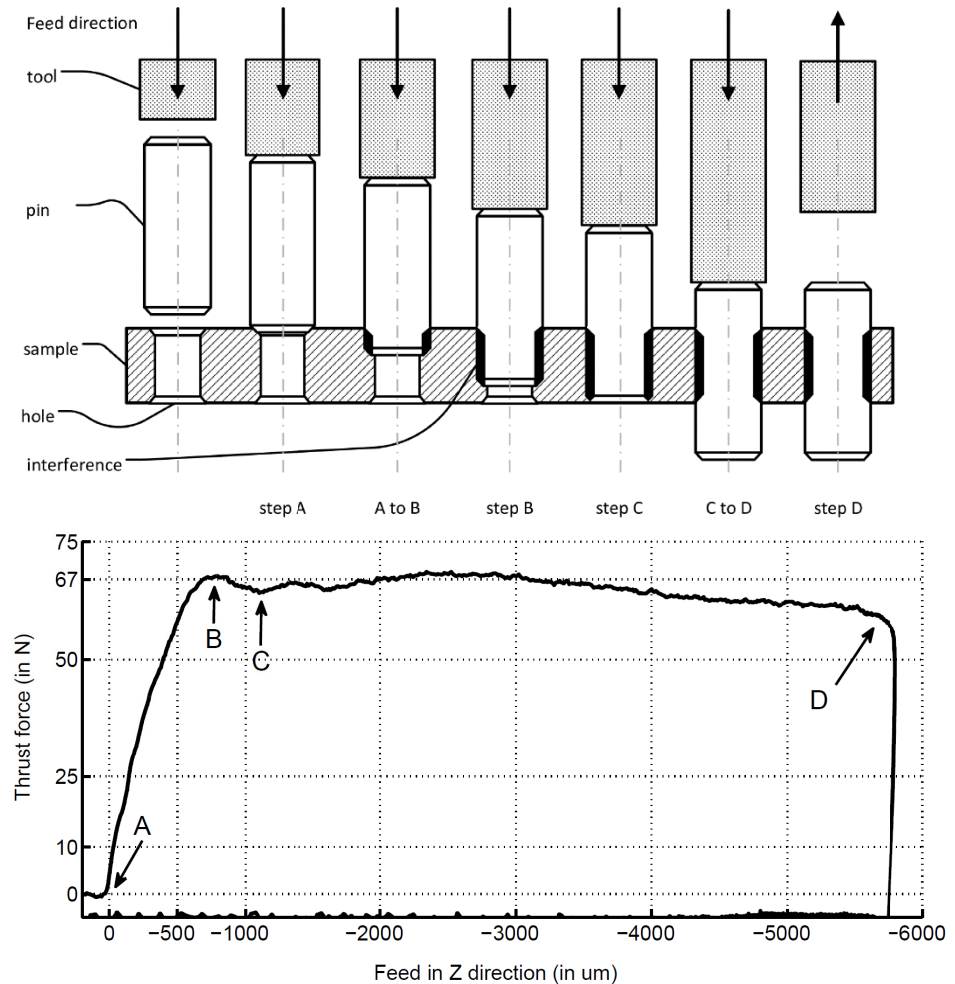 Feed direction
tool
pin
sample
hole
interference
step A A to B step B step C C to D step D
75
67
50
25
10
0
Thrust force (in N)
A
B
C
D
0 −500 −1000 −2000 −3000 −4000 −5000 −6000
Feed in Z direction (in um)